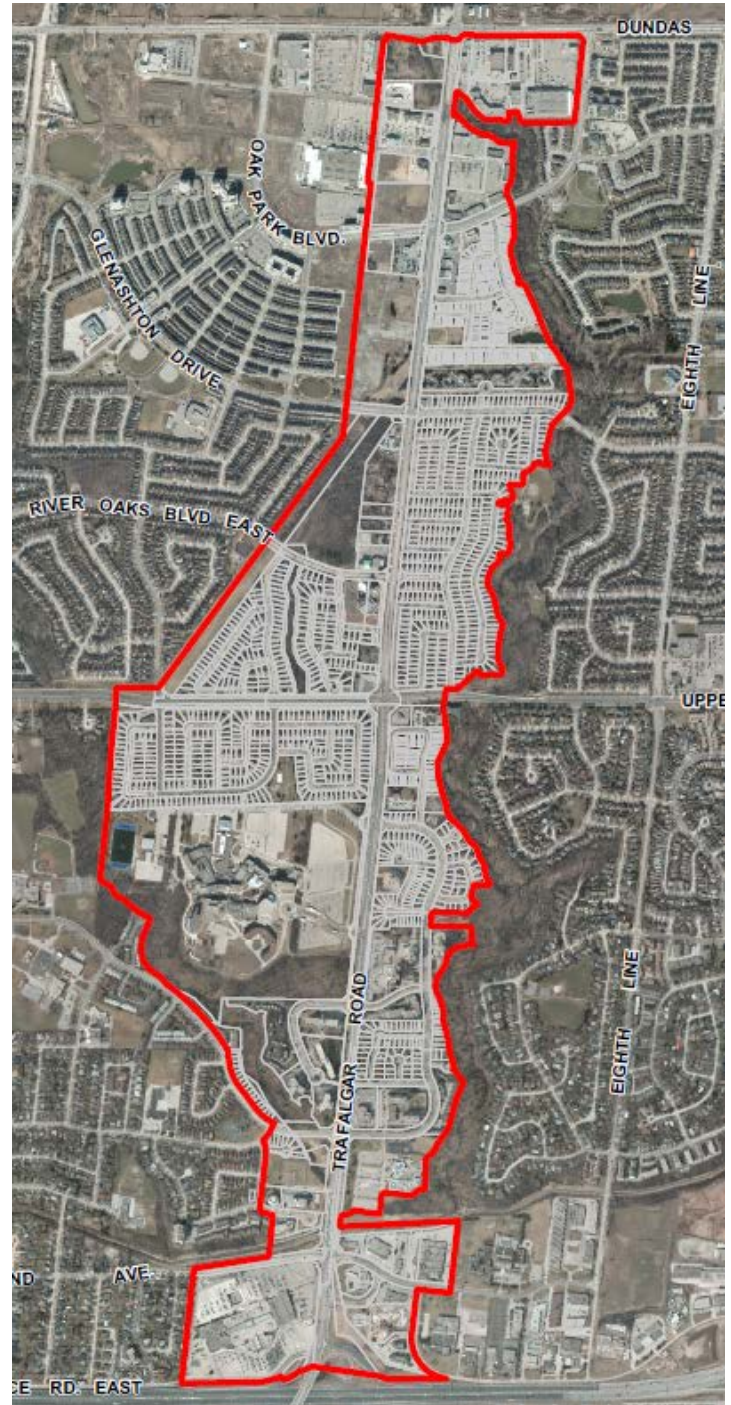 DUNDAS
OAK PARK BLVD.
GLENASHTON DRIVE
EIGHTH LINE
RIVER OAKS BLVD EAST
UPPE
TRAFALGAR ROAD
EIGHTH LINE
ND AVE
CE RD. EAST